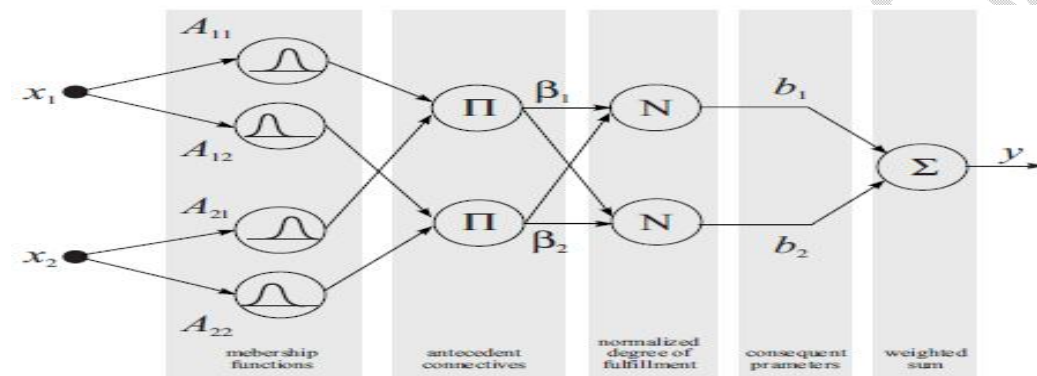 A₁₁
x₁
A₁₂
A₂₁
x₂
A₂₂
Π
Π
β₁
β₂
N
N
b₁
b₂
Σ
y
mebership
functions
antecedent
connectives
normalized
degree of
fulfillment
consequent
prameters
weighted
sum